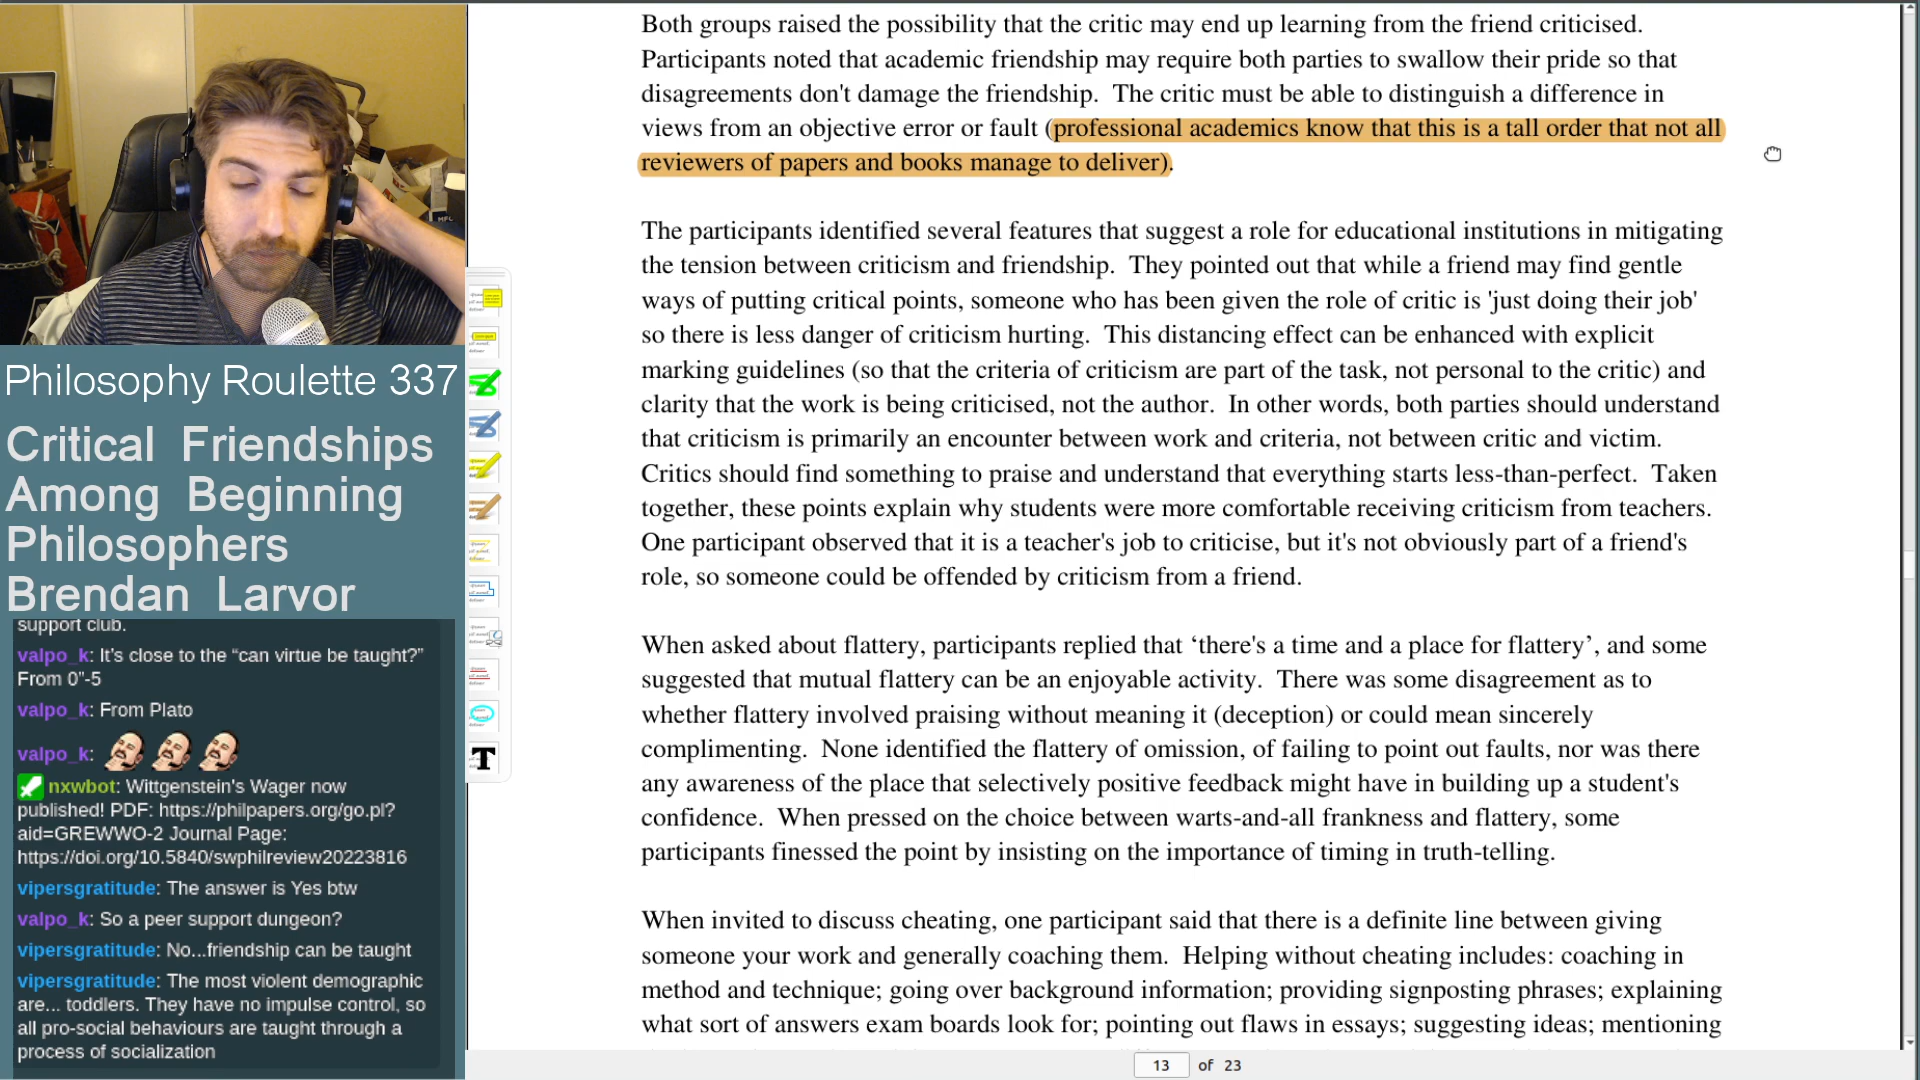 Both groups raised the possibility that the critic may end up learning from the friend criticised.
Participants noted that academic friendship may require both parties to swallow their pride so that
disagreements don't damage the friendship.  The critic must be able to distinguish a difference in
views from an objective error or fault (professional academics know that this is a tall order that not all
reviewers of papers and books manage to deliver).
The participants identified several features that suggest a role for educational institutions in mitigating
the tension between criticism and friendship.  They pointed out that while a friend may find gentle
ways of putting critical points, someone who has been given the role of critic is 'just doing their job'
so there is less danger of criticism hurting.  This distancing effect can be enhanced with explicit
marking guidelines (so that the criteria of criticism are part of the task, not personal to the critic) and
clarity that the work is being criticised, not the author.  In other words, both parties should understand
that criticism is primarily an encounter between work and criteria, not between critic and victim.
Critics should find something to praise and understand that everything starts less-than-perfect.  Taken
together, these points explain why students were more comfortable receiving criticism from teachers.
One participant observed that it is a teacher's job to criticise, but it's not obviously part of a friend's
role, so someone could be offended by criticism from a friend.
When asked about flattery, participants replied that ‘there's a time and a place for flattery’, and some
suggested that mutual flattery can be an enjoyable activity.  There was some disagreement as to
whether flattery involved praising without meaning it (deception) or could mean sincerely
complimenting.  None identified the flattery of omission, of failing to point out faults, nor was there
any awareness of the place that selectively positive feedback might have in building up a student's
confidence.  When pressed on the choice between warts-and-all frankness and flattery, some
participants finessed the point by insisting on the importance of timing in truth-telling.
When invited to discuss cheating, one participant said that there is a definite line between giving
someone your work and generally coaching them.  Helping without cheating includes: coaching in
method and technique; going over background information; providing signposting phrases; explaining
what sort of answers exam boards look for; pointing out flaws in essays; suggesting ideas; mentioning
13 of 23
T
Philosophy Roulette 337
Critical Friendships
Among Beginning
Philosophers
Brendan Larvor
support club.
valpo_k: It's close to the “can virtue be taught?”
From 0"-5
valpo_k: From Plato
valpo_k:
nxwbot: Wittgenstein's Wager now
published! PDF: https://philpapers.org/go.pl?
aid=GREWWO-2 Journal Page:
https://doi.org/10.5840/swphilreview20223816
vipersgratitude: The answer is Yes btw
valpo_k: So a peer support dungeon?
vipersgratitude: No...friendship can be taught
vipersgratitude: The most violent demographic
are... toddlers. They have no impulse control, so
all pro-social behaviours are taught through a
process of socialization